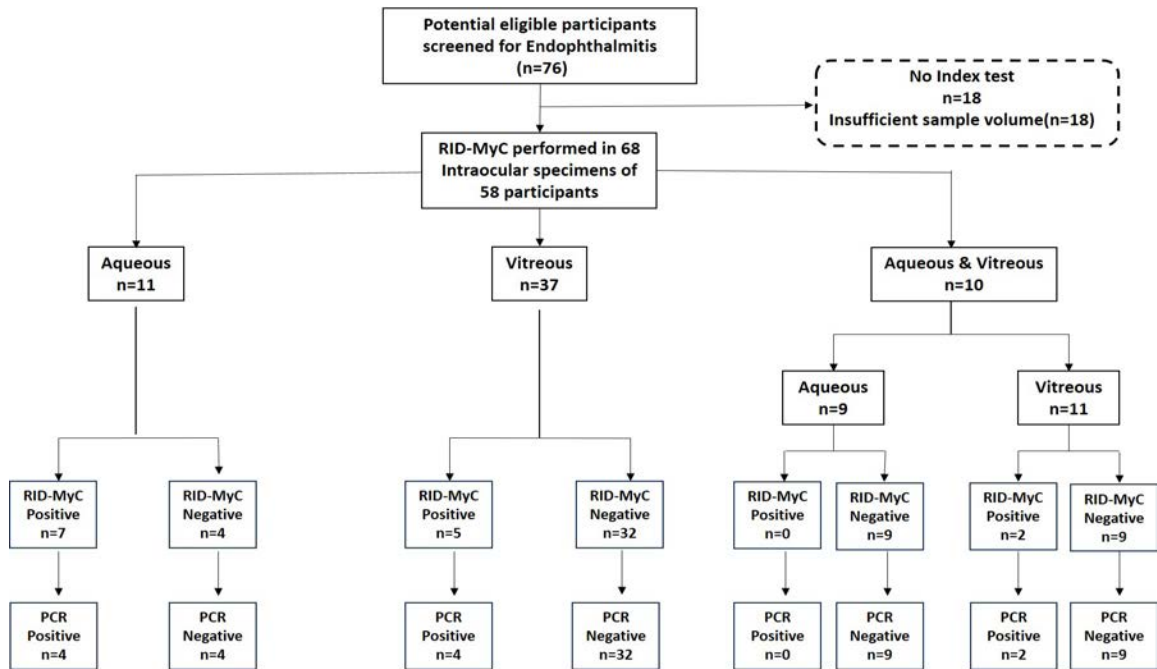 Potential eligible participants
screened for Endophthalmitis
(n=76)
No Index test
n=18
Insufficient sample volume(n=18)
RID-MyC performed in 68
Intraocular specimens of
58 participants
Aqueous
n=11
Vitreous
n=37
Aqueous & Vitreous
n=10
Aqueous
n=9
Vitreous
n=11
RID-MyC
Positive
n=7
RID-MyC
Negative
n=4
RID-MyC
Positive
n=5
RID-MyC
Negative
n=32
RID-MyC
Positive
n=0
RID-MyC
Negative
n=9
RID-MyC
Positive
n=2
RID-MyC
Negative
n=9
PCR
Positive
n=4
PCR
Negative
n=4
PCR
Positive
n=4
PCR
Negative
n=32
PCR
Positive
n=0
PCR
Negative
n=9
PCR
Positive
n=2
PCR
Negative
n=9